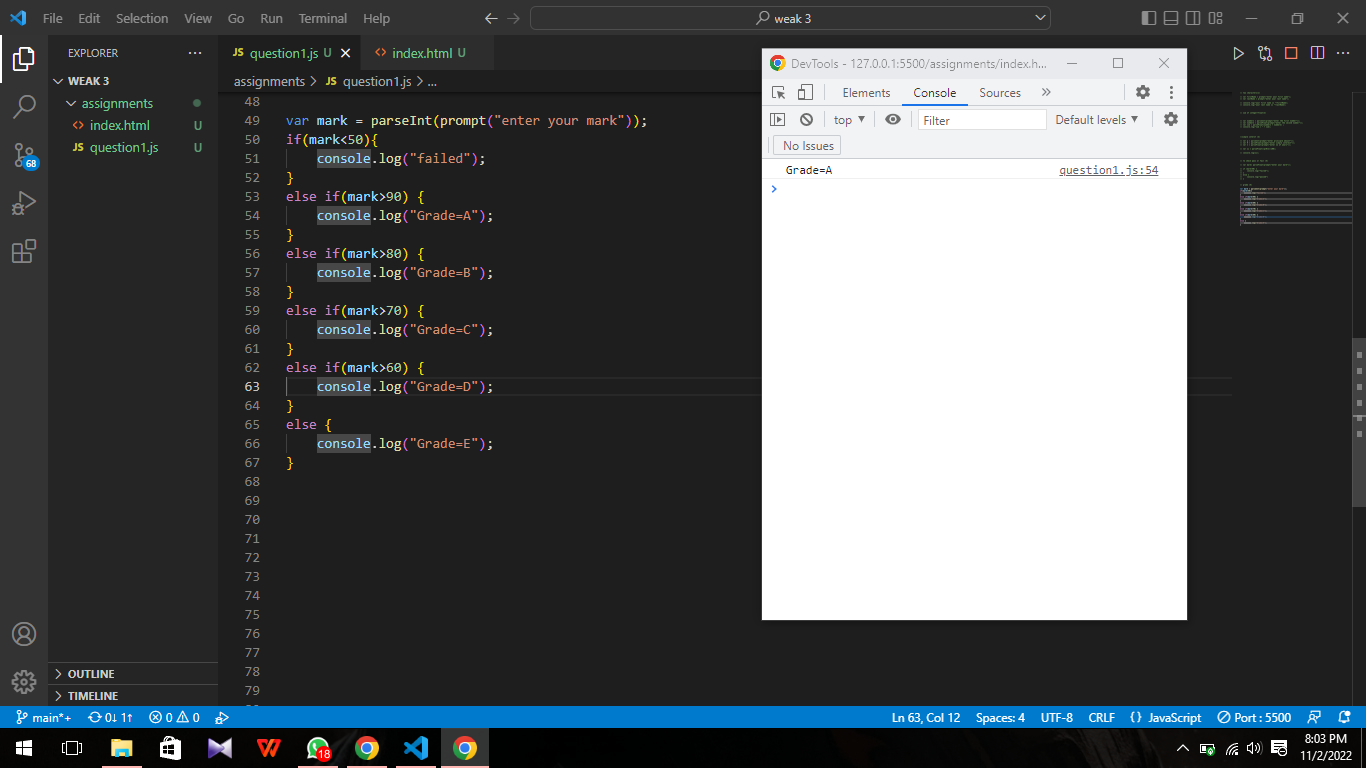 File Edit Selection View Go Run Terminal Help
weak 3
EXPLORER
WEAK 3
assignments
index.html U
question1.js U
OUTLINE
TIMELINE
JS question1.js U
index.html U
assignments > JS question1.js > ...
48
49 var mark = parseInt(prompt("enter your mark"));
50 if(mark<50){
51 console.log("failed");
52 }
53 else if(mark>90) {
54 console.log("Grade=A");
55 }
56 else if(mark>80) {
57 console.log("Grade=B");
58 }
59 else if(mark>70) {
60 console.log("Grade=C");
61 }
62 else if(mark>60) {
63 console.log("Grade=D");
64 }
65 else {
66 console.log("Grade=E");
67 }
68
69
70
71
72
73
74
75
76
77
78
79
DevTools - 127.0.0.1:5500/assignments/index.h...
Elements Console Sources
top Filter Default levels
No Issues
Grade=A question1.js:54
68
main*+ 0↓ 1↑ 0 0
Ln 63, Col 12 Spaces: 4 UTF-8 CRLF {} JavaScript Port : 5500
18
8:03 PM
11/2/2022